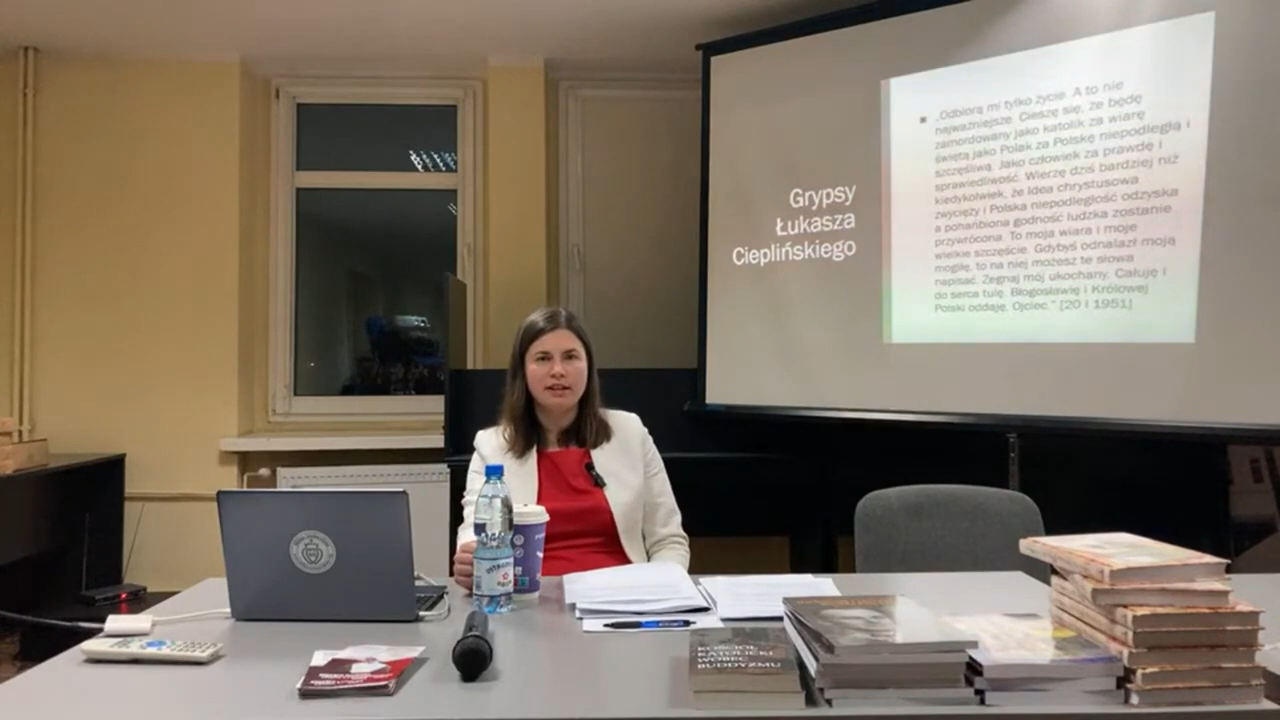 Grypsy
Łukasza
Cieplińskiego
„Odbiorą mi tylko życie. A to nie
najważniejsze. Cieszę się, że będę
zamordowany jako katolik za wiarę
świętą jako Polak za Polskę niepodległą i
szczęśliwą. Jako człowiek za prawdę i
sprawiedliwość. Wierzę dziś bardziej niż
kiedykolwiek, że Idea chrystusowa
zwycięży i Polska niepodległość odzyska
a pohańbiona godność ludzka zostanie
przywrócona. To moja wiara i moje
wielkie szczęście. Gdybyś odnalazł moją
mogiłę, to na niej możesz te słowa
napisać. Żegnaj mój ukochany. Całuję i
do serca tulę. Błogosławię i Królowej
Polski oddaję. Ojciec." [20 I 1951]
KOŚCIÓŁ
KATOLICKI
WOBEC
BUDDYZMU